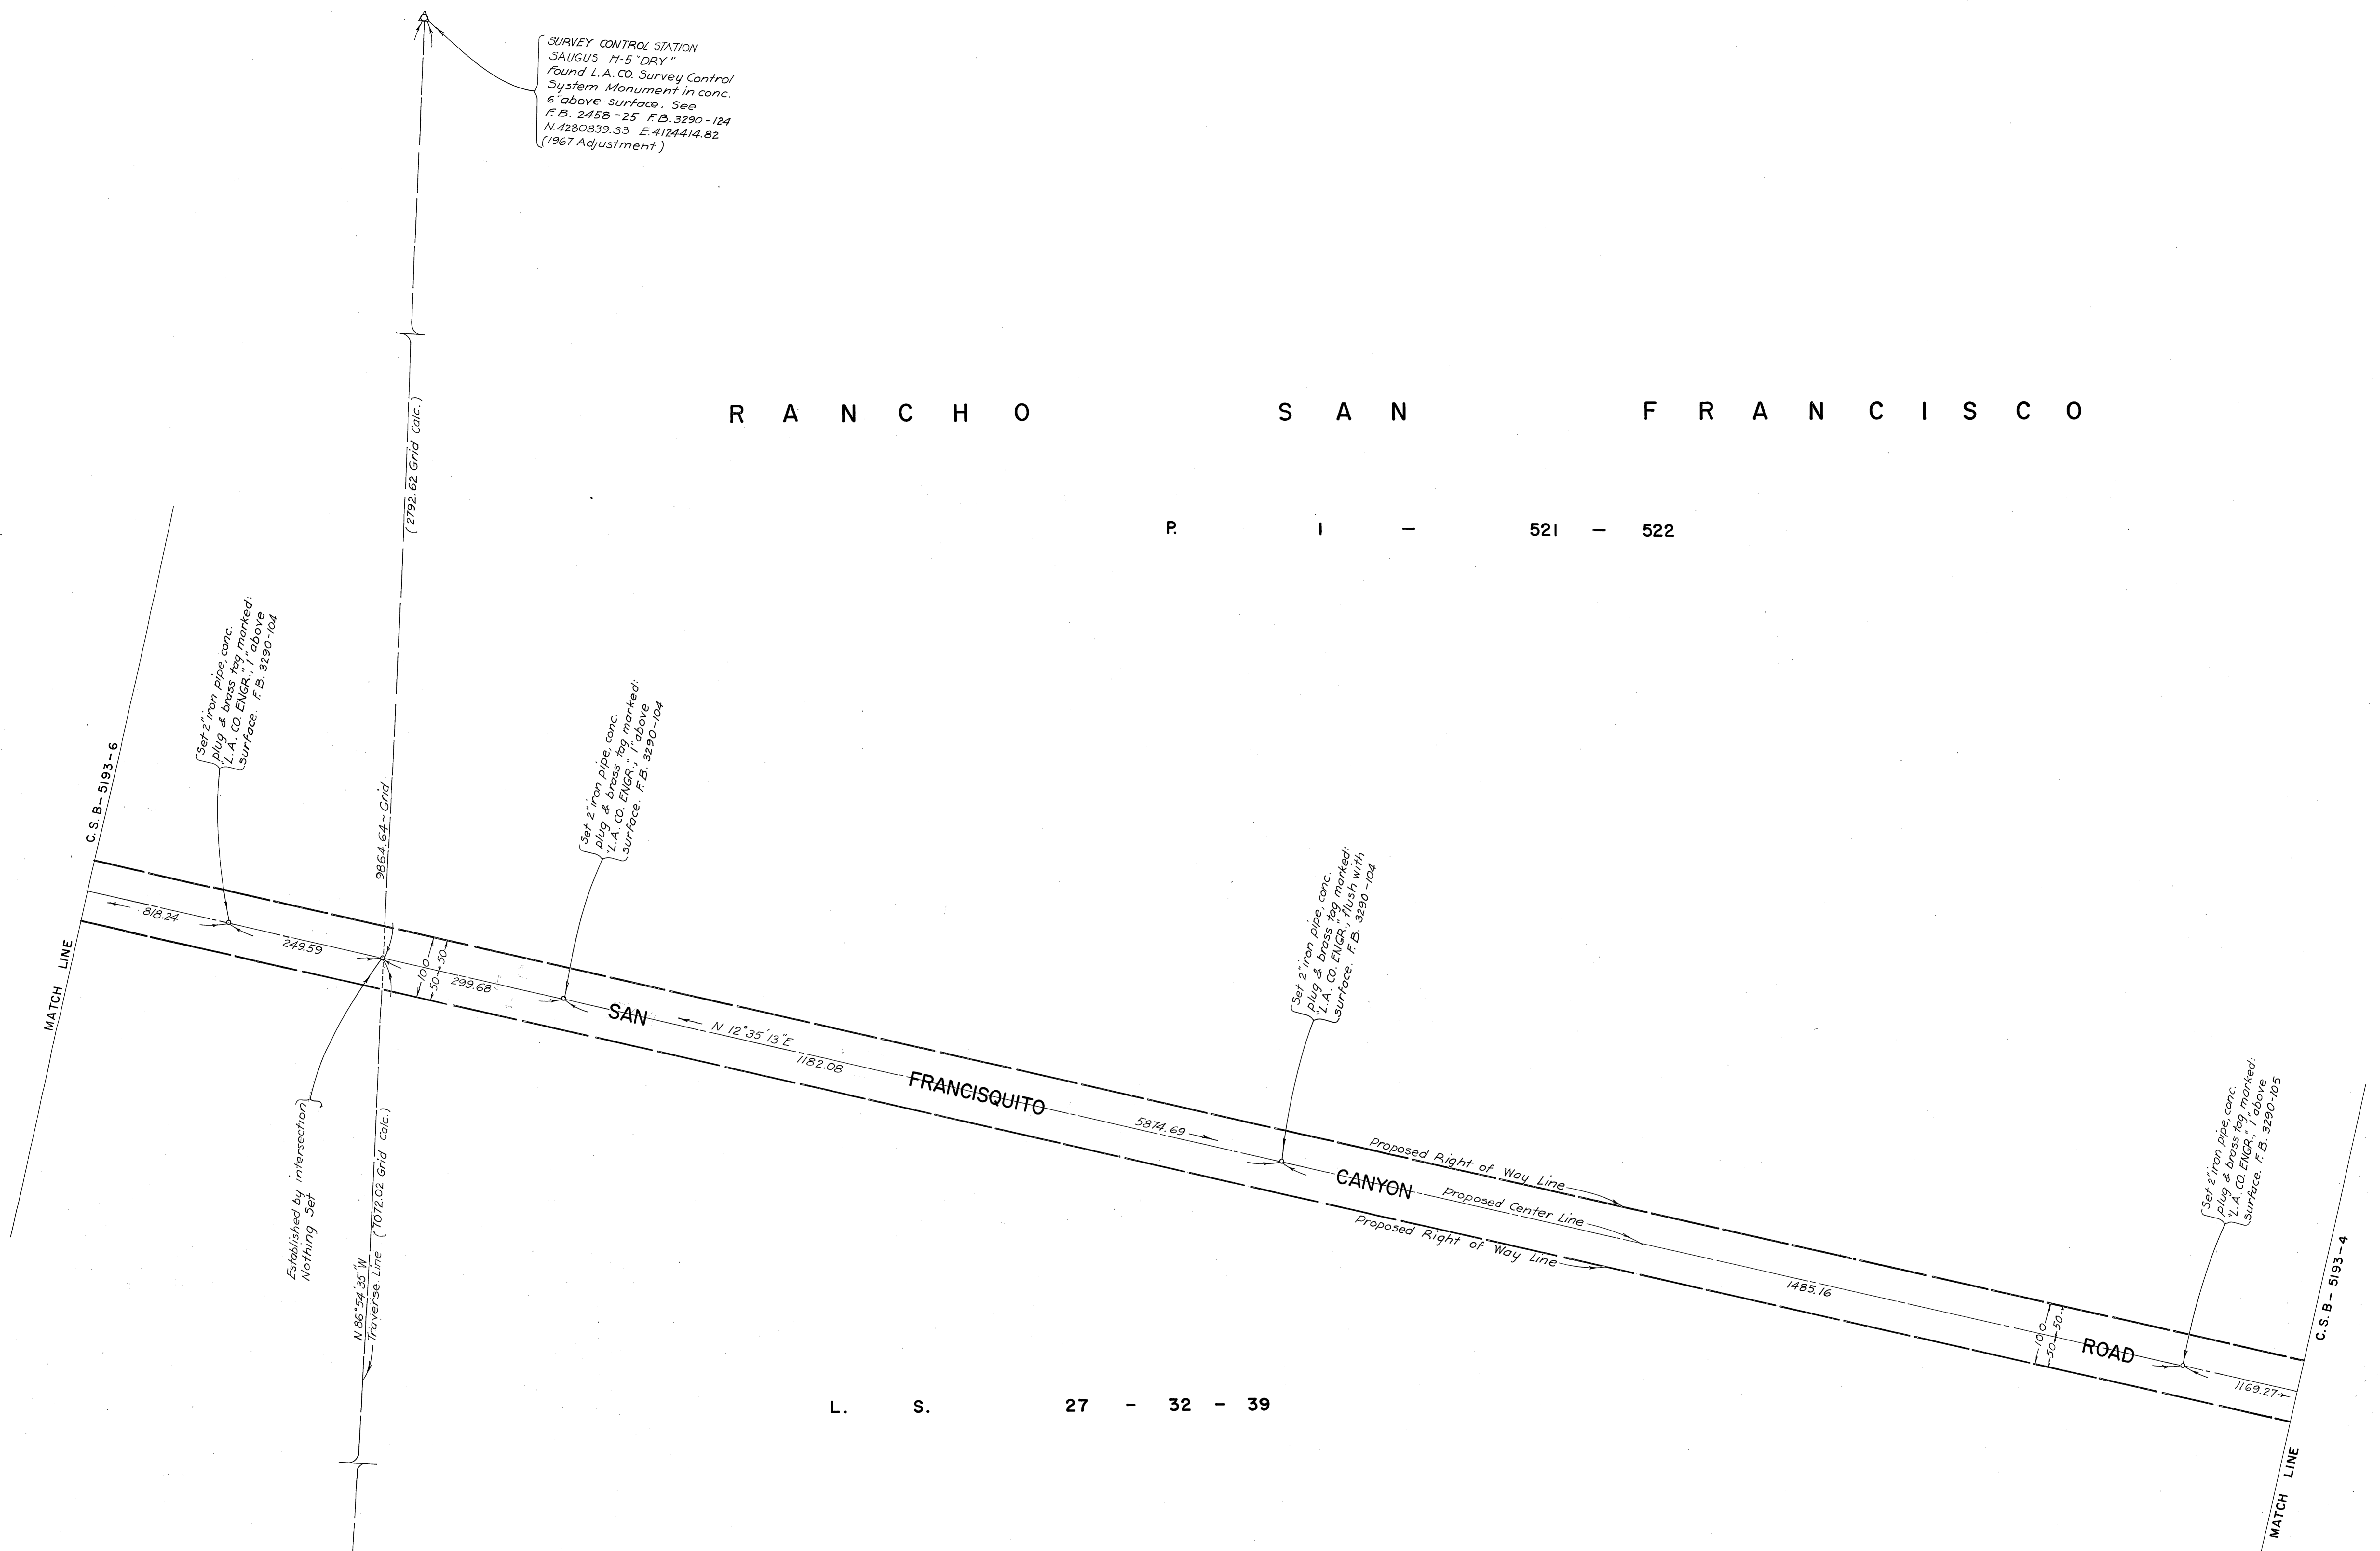 SURVEY CONTROL STATION
SAUGUS H-5 "DRY"
Found L.A.CO. Survey Control
System Monument in conc.
6" above surface. See
F.B. 2458-25 F.B. 3290-124
N.4280839.33 E.4124414.82
(1967 Adjustment)
(2792.62 Grid Calc.)
RANCHO SAN FRANCISCO
P. 1 - 521 - 522
9864.64~Grid
Set 2" iron pipe, conc.
plug & brass tag marked:
"L.A. CO. ENGR.", 1" above
surface. F.B. 3290-104
Set 2" iron pipe, conc.
plug & brass tag marked:
"L.A. CO. ENGR.", 1" above
surface. F.B. 3290-104
Set 2" iron pipe, conc.
plug & brass tag marked:
"L.A. CO. ENGR.", flush with
surface. F.B. 3290-104
Set 2" iron pipe, conc.
plug & brass tag marked:
"L.A. CO. ENGR.", 1" above
surface. F.B. 3290-105
C.S.B-5193-6
MATCH LINE
818.24
249.59
100
50 50
299.68
SAN
N 12°35'13"E
1182.08
FRANCISQUITO
5874.69
CANYON
Proposed Right of Way Line
Proposed Center Line
Proposed Right of Way Line
1485.16
100
50 50
ROAD
1169.27
C.S.B-5193-4
MATCH LINE
Established by intersection
Nothing Set
N 86°54'35"W
Traverse Line (7072.02 Grid Calc.)
L. S. 27 - 32 - 39